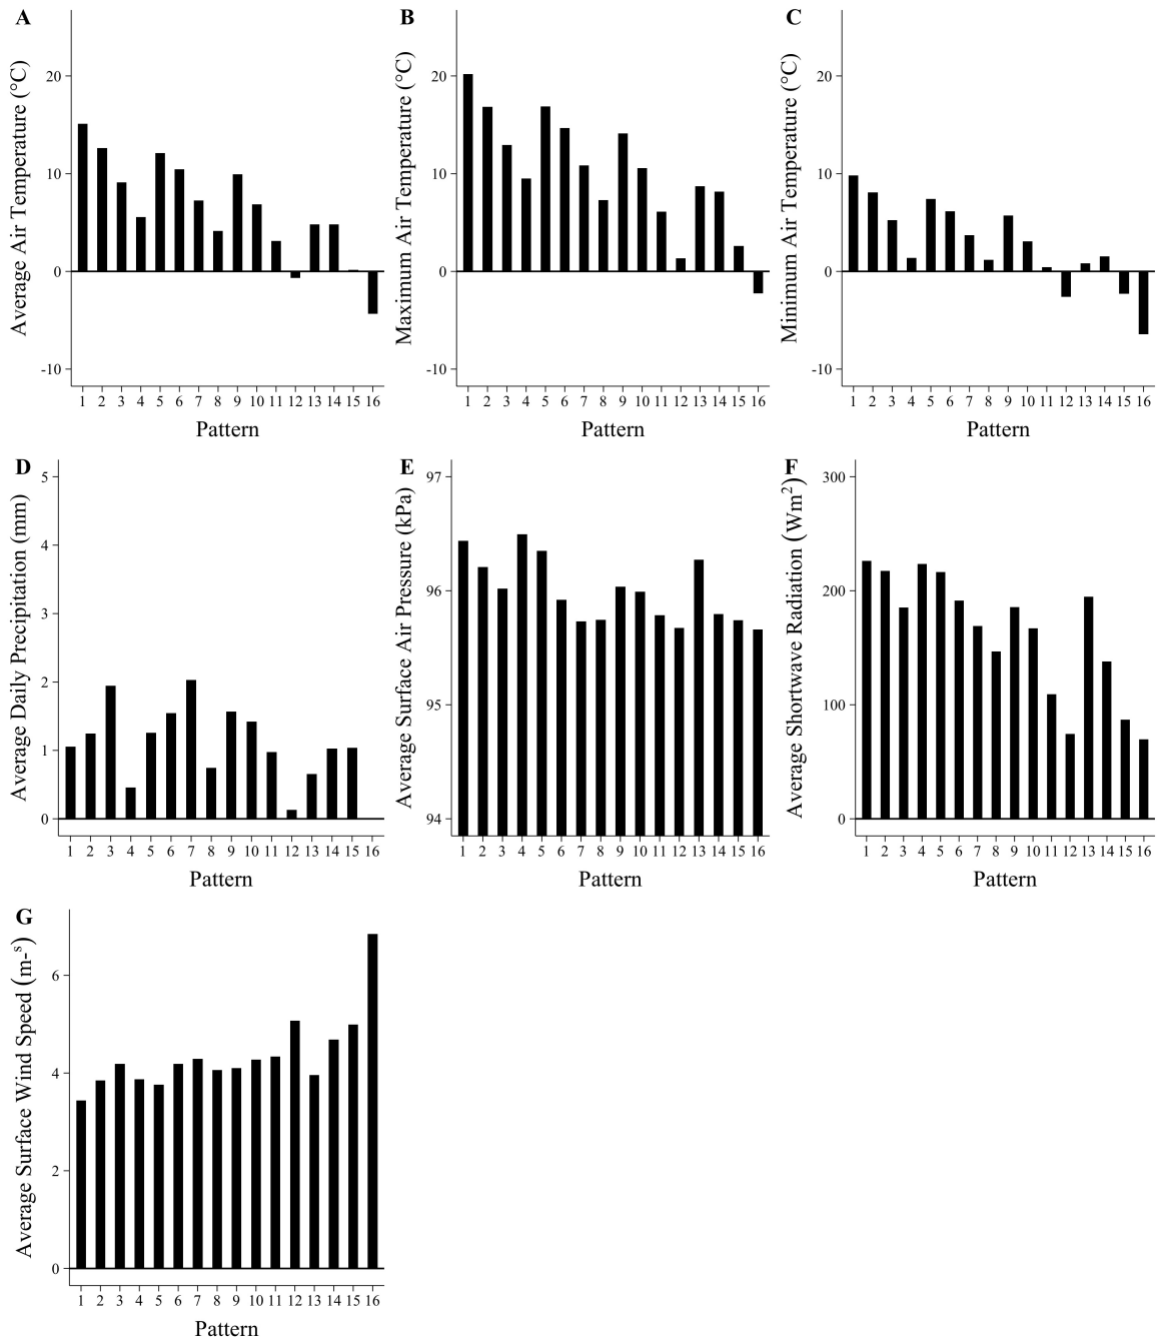 A
Average Air Temperature (°C)
20
10
0
-10
1 2 3 4 5 6 7 8 9 10 11 12 13 14 15 16
Pattern
B
Maximum Air Temperature (°C)
20
10
0
-10
1 2 3 4 5 6 7 8 9 10 11 12 13 14 15 16
Pattern
C
Minimum Air Temperature (°C)
20
10
0
-10
1 2 3 4 5 6 7 8 9 10 11 12 13 14 15 16
Pattern
D
Average Daily Precipitation (mm)
5
4
3
2
1
0
1 2 3 4 5 6 7 8 9 10 11 12 13 14 15 16
Pattern
E
Average Surface Air Pressure (kPa)
97
96
95
94
1 2 3 4 5 6 7 8 9 10 11 12 13 14 15 16
Pattern
F
Average Shortwave Radiation (Wm²)
300
200
100
0
1 2 3 4 5 6 7 8 9 10 11 12 13 14 15 16
Pattern
G
Average Surface Wind Speed (m-ˢ)
6
4
2
0
1 2 3 4 5 6 7 8 9 10 11 12 13 14 15 16
Pattern